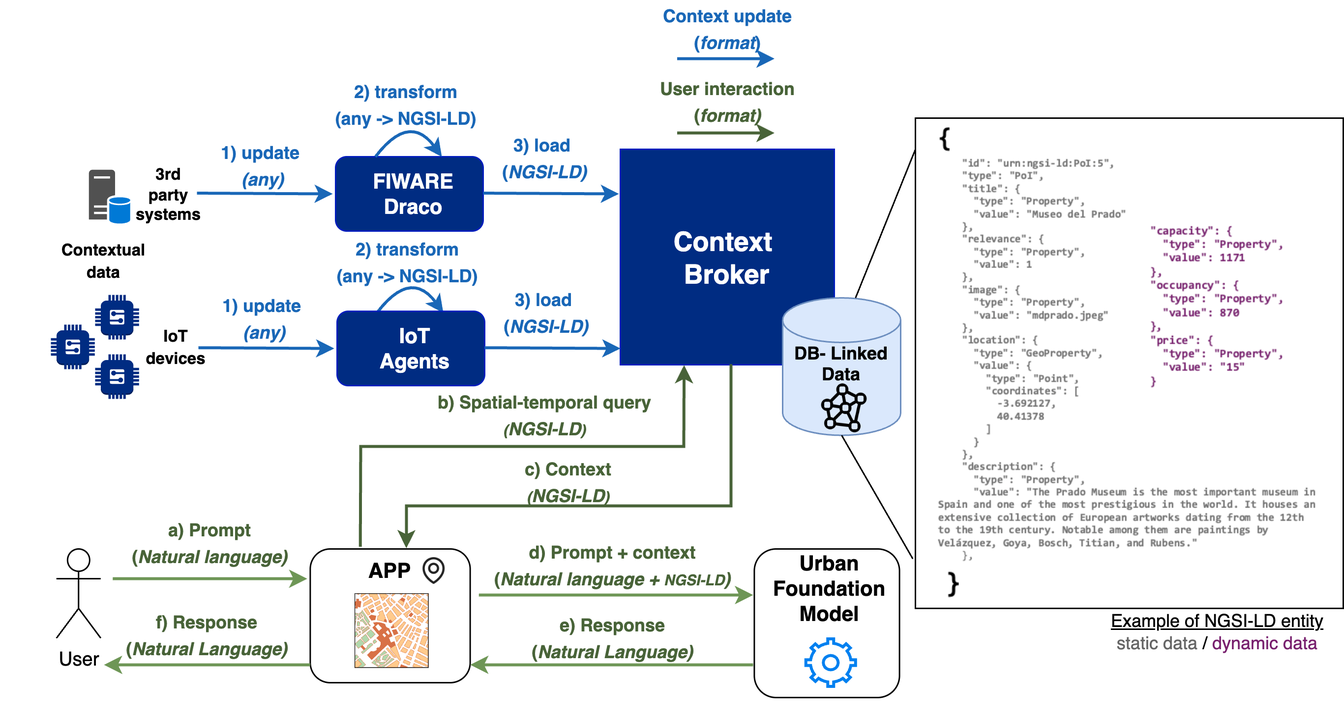 Context update
(format)
User interaction
(format)
2) transform
(any -> NGSI-LD)
1) update
(any)
3) load
(NGSI-LD)
3rd
party
systems
FIWARE
Draco
Contextual
data
2) transform
(any -> NGSI-LD)
1) update
(any)
3) load
(NGSI-LD)
IoT
devices
IoT
Agents
Context
Broker
DB- Linked
Data
b) Spatial-temporal query
(NGSI-LD)
c) Context
(NGSI-LD)
a) Prompt
(Natural language)
User
f) Response
(Natural Language)
APP
d) Prompt + context
(Natural language + NGSI-LD)
e) Response
(Natural Language)
Urban
Foundation
Model
{
"id": "urn:ngsi-ld:PoI:5",
"type": "PoI",
"title": {
"type": "Property",
"value": "Museo del Prado"
},
"relevance": {
"type": "Property",
"value": 1
},
"image": {
"type": "Property",
"value": "mdprado.jpeg"
},
"location": {
"type": "GeoProperty",
"value": {
"type": "Point",
"coordinates": [
-3.692127,
40.41378
]
}
},
"description": {
"type": "Property",
"value": "The Prado Museum is the most important museum in
Spain and one of the most prestigious in the world. It houses an
extensive collection of European artworks dating from the 12th
to the 19th century. Notable among them are paintings by
Velázquez, Goya, Bosch, Titian, and Rubens."
},
}
"capacity": {
"type": "Property",
"value": 1171
},
"occupancy": {
"type": "Property",
"value": 870
},
"price": {
"type": "Property",
"value": "15"
}
Example of NGSI-LD entity
static data / dynamic data